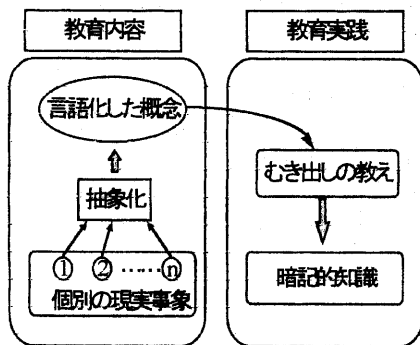 教育内容
教育実践
言語化した概念
むき出しの教え
抽象化
① ② …… ⓝ
個別の現実事象
暗記的知識